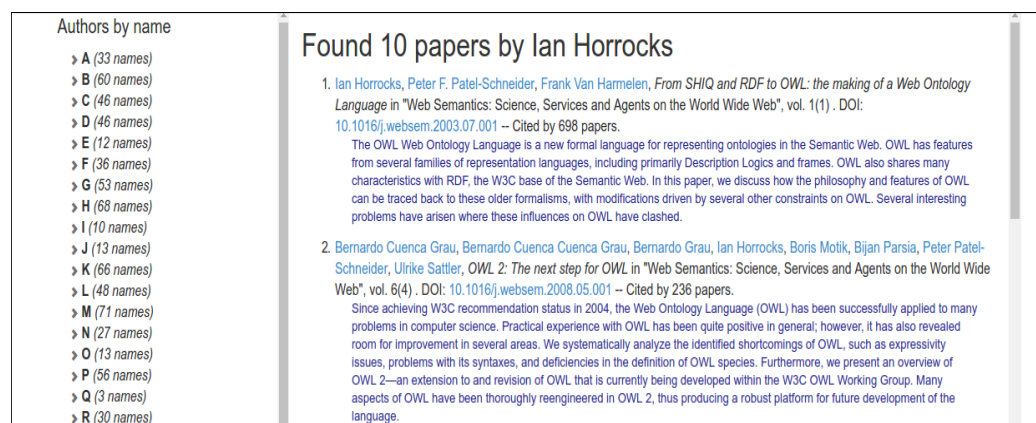 Authors by name
A (33 names)
B (60 names)
C (46 names)
D (46 names)
E (12 names)
F (36 names)
G (53 names)
H (68 names)
I (10 names)
J (13 names)
K (66 names)
L (48 names)
M (71 names)
N (27 names)
O (13 names)
P (56 names)
Q (3 names)
R (30 names)
Found 10 papers by Ian Horrocks
1. Ian Horrocks, Peter F. Patel-Schneider, Frank Van Harmelen, From SHIQ and RDF to OWL: the making of a Web Ontology
Language in "Web Semantics: Science, Services and Agents on the World Wide Web", vol. 1(1) . DOI:
10.1016/j.websem.2003.07.001 -- Cited by 698 papers.
The OWL Web Ontology Language is a new formal language for representing ontologies in the Semantic Web. OWL has features
from several families of representation languages, including primarily Description Logics and frames. OWL also shares many
characteristics with RDF, the W3C base of the Semantic Web. In this paper, we discuss how the philosophy and features of OWL
can be traced back to these older formalisms, with modifications driven by several other constraints on OWL. Several interesting
problems have arisen where these influences on OWL have clashed.
2. Bernardo Cuenca Grau, Bernardo Cuenca Cuenca Grau, Bernardo Grau, Ian Horrocks, Boris Motik, Bijan Parsia, Peter Patel-
Schneider, Ulrike Sattler, OWL 2: The next step for OWL in "Web Semantics: Science, Services and Agents on the World Wide
Web", vol. 6(4) . DOI: 10.1016/j.websem.2008.05.001 -- Cited by 236 papers.
Since achieving W3C recommendation status in 2004, the Web Ontology Language (OWL) has been successfully applied to many
problems in computer science. Practical experience with OWL has been quite positive in general; however, it has also revealed
room for improvement in several areas. We systematically analyze the identified shortcomings of OWL, such as expressivity
issues, problems with its syntaxes, and deficiencies in the definition of OWL species. Furthermore, we present an overview of
OWL 2—an extension to and revision of OWL that is currently being developed within the W3C OWL Working Group. Many
aspects of OWL have been thoroughly reengineered in OWL 2, thus producing a robust platform for future development of the
language.